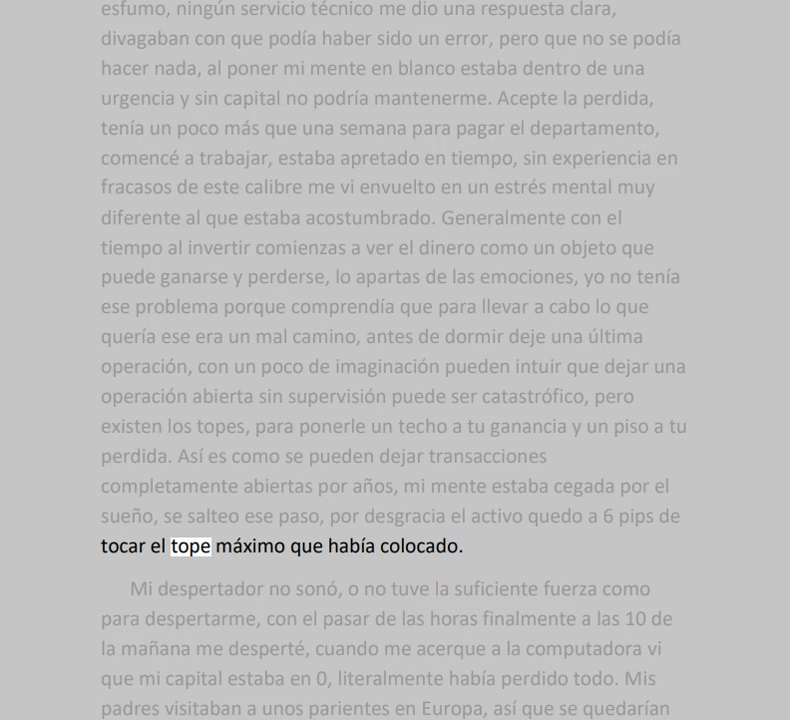 esfumo, ningún servicio técnico me dio una respuesta clara,
divagaban con que podía haber sido un error, pero que no se podía
hacer nada, al poner mi mente en blanco estaba dentro de una
urgencia y sin capital no podría mantenerme. Acepte la perdida,
tenía un poco más que una semana para pagar el departamento,
comencé a trabajar, estaba apretado en tiempo, sin experiencia en
fracasos de este calibre me vi envuelto en un estrés mental muy
diferente al que estaba acostumbrado. Generalmente con el
tiempo al invertir comienzas a ver el dinero como un objeto que
puede ganarse y perderse, lo apartas de las emociones, yo no tenía
ese problema porque comprendía que para llevar a cabo lo que
quería ese era un mal camino, antes de dormir deje una última
operación, con un poco de imaginación pueden intuir que dejar una
operación abierta sin supervisión puede ser catastrófico, pero
existen los topes, para ponerle un techo a tu ganancia y un piso a tu
perdida. Así es como se pueden dejar transacciones
completamente abiertas por años, mi mente estaba cegada por el
sueño, se salteo ese paso, por desgracia el activo quedo a 6 pips de
tocar el tope máximo que había colocado.
Mi despertador no sonó, o no tuve la suficiente fuerza como
para despertarme, con el pasar de las horas finalmente a las 10 de
la mañana me desperté, cuando me acerque a la computadora vi
que mi capital estaba en 0, literalmente había perdido todo. Mis
padres visitaban a unos parientes en Europa, así que se quedarían